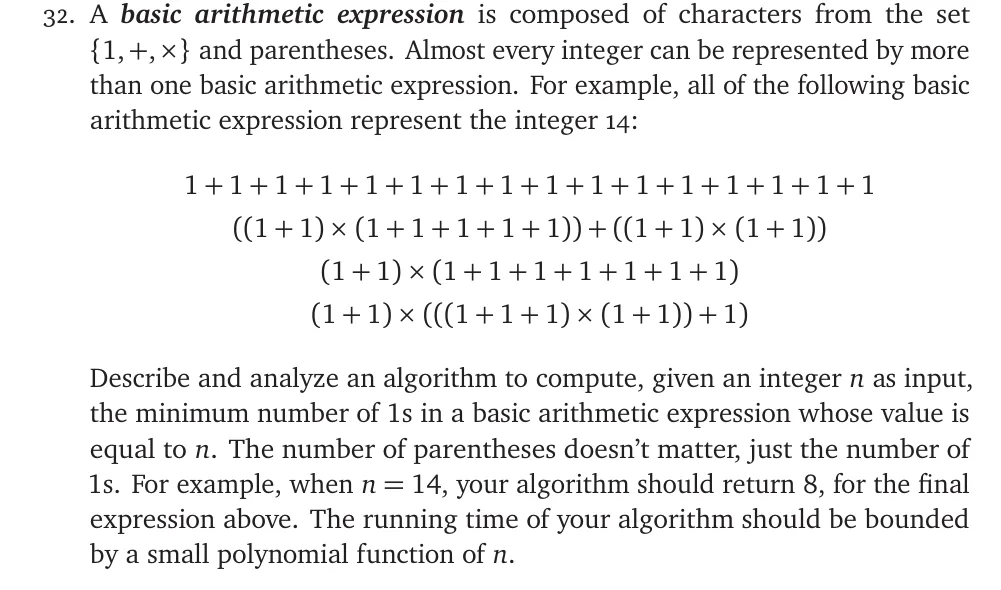 32. A basic arithmetic expression is composed of characters from the set
{1,+,×} and parentheses. Almost every integer can be represented by more
than one basic arithmetic expression. For example, all of the following basic
arithmetic expression represent the integer 14:
1 + 1 + 1 + 1 + 1 + 1 + 1 + 1 + 1 + 1 + 1 + 1 + 1 + 1 + 1 + 1
((1 + 1) × (1 + 1 + 1 + 1 + 1)) + ((1 + 1) × (1 + 1))
(1 + 1) × (1 + 1 + 1 + 1 + 1 + 1 + 1)
(1 + 1) × (((1 + 1 + 1) × (1 + 1)) + 1)
Describe and analyze an algorithm to compute, given an integer n as input,
the minimum number of 1s in a basic arithmetic expression whose value is
equal to n. The number of parentheses doesn’t matter, just the number of
1s. For example, when n = 14, your algorithm should return 8, for the final
expression above. The running time of your algorithm should be bounded
by a small polynomial function of n.